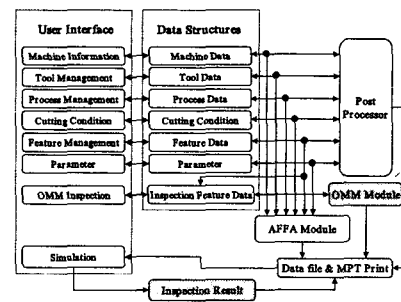 User Interface
Data Structures
Machine Information
Machine Data
Tool Management
Tool Data
Process Management
Process Data
Cutting Condition
Cutting Condition
Feature Management
Feature Data
Parameter
Parameter
OMM Inspection
Inspection Feature Data
Post
Processor
OMM Module
AFFA Module
Simulation
Data file & MPT Print
Inspection Result